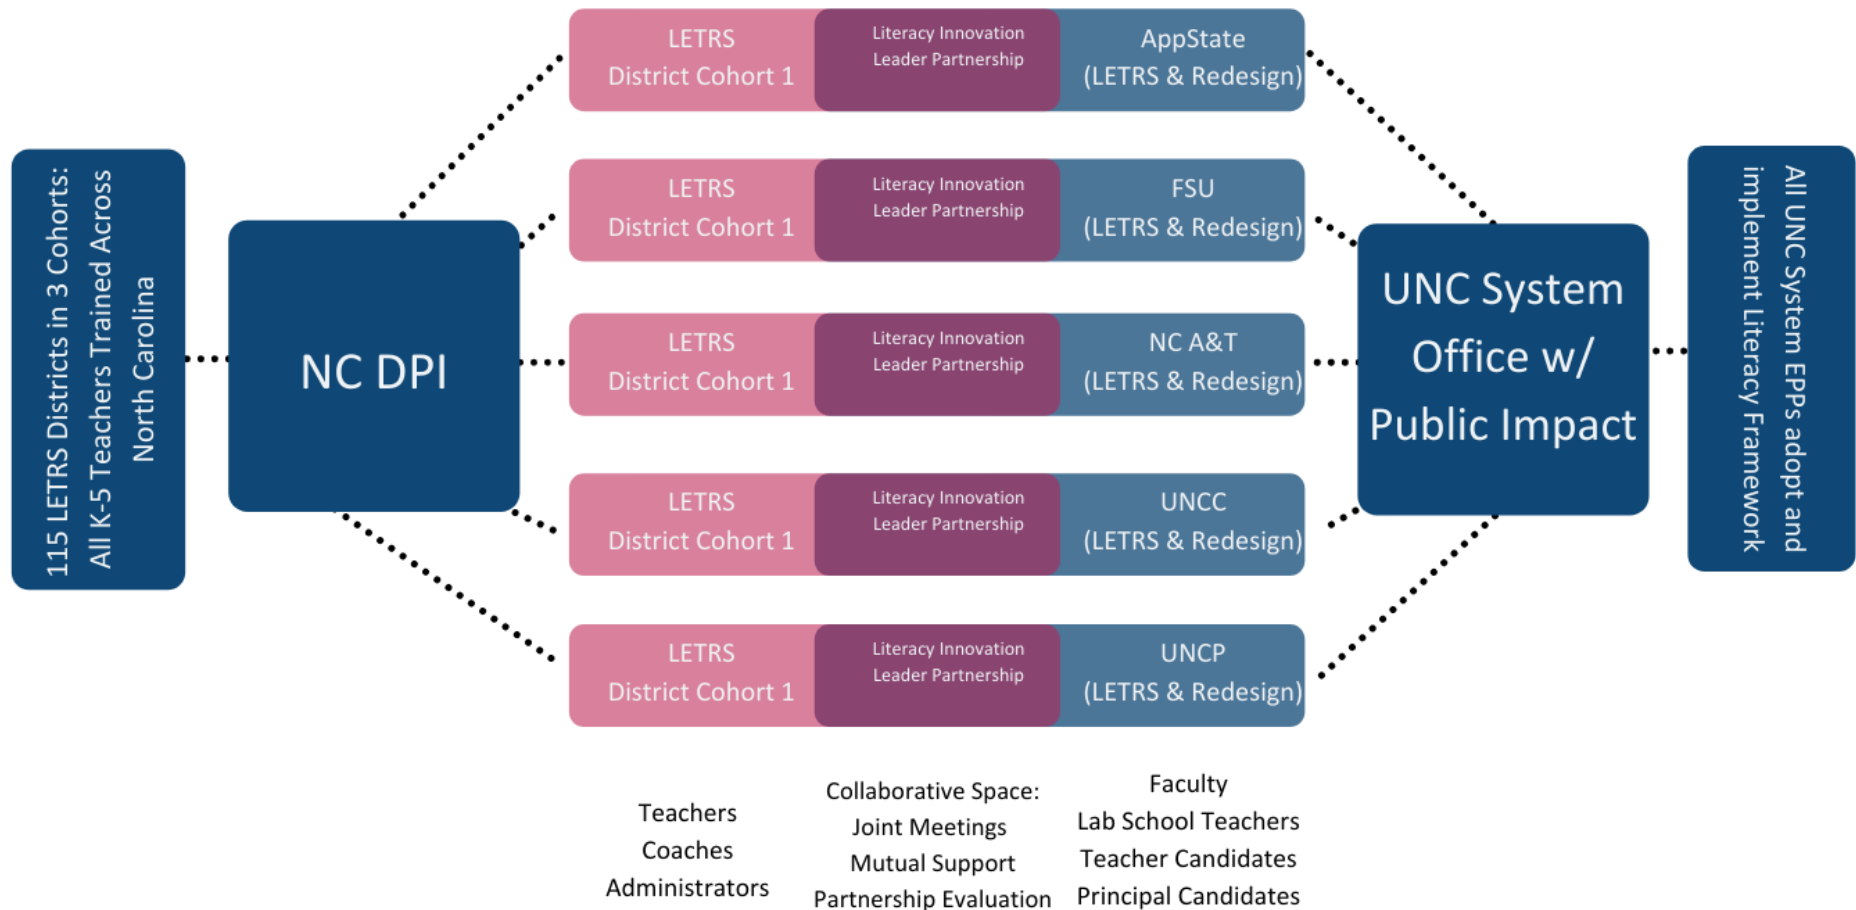 115 LETRS Districts in 3 Cohorts:
All K-5 Teachers Trained Across
North Carolina
NC DPI
LETRS
District Cohort 1
Literacy Innovation
Leader Partnership
AppState
(LETRS & Redesign)
LETRS
District Cohort 1
Literacy Innovation
Leader Partnership
FSU
(LETRS & Redesign)
LETRS
District Cohort 1
Literacy Innovation
Leader Partnership
NC A&T
(LETRS & Redesign)
LETRS
District Cohort 1
Literacy Innovation
Leader Partnership
UNCC
(LETRS & Redesign)
LETRS
District Cohort 1
Literacy Innovation
Leader Partnership
UNCP
(LETRS & Redesign)
UNC System
Office w/
Public Impact
All UNC System EPPs adopt and
implement Literacy Framework
Teachers
Coaches
Administrators
Collaborative Space:
Joint Meetings
Mutual Support
Partnership Evaluation
Faculty
Lab School Teachers
Teacher Candidates
Principal Candidates